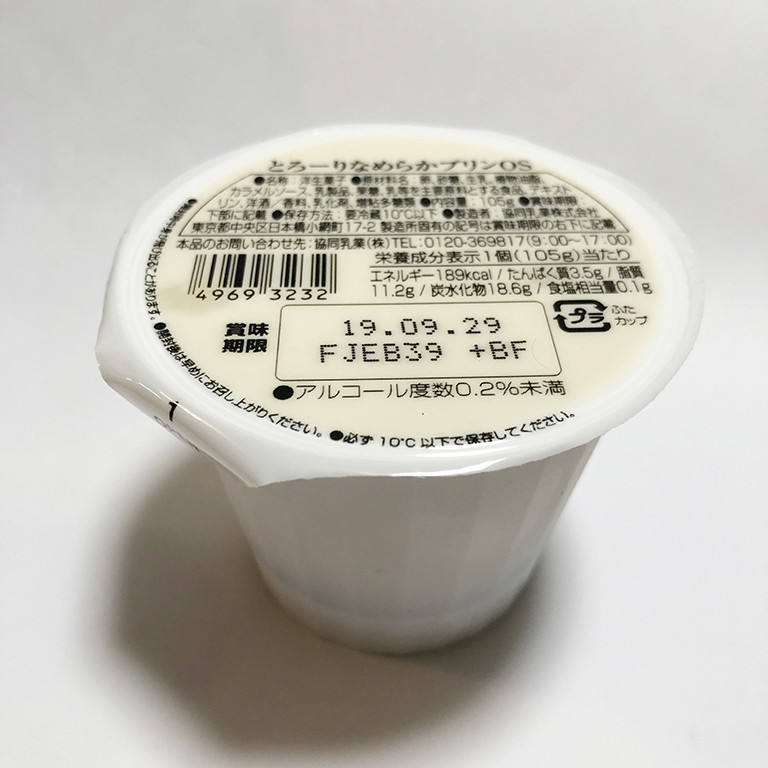 とろーりなめらかプリンOS
●名称：洋生菓子 ●原材料名：卵、砂糖、生乳、植物油脂、
カラメルソース、乳製品、果糖、乳等を主要原料とする食品、デキスト
リン、洋酒／香料、乳化剤、増粘多糖類 ●内容量：105g ●賞味期限：
下部に記載 ●保存方法：要冷蔵10℃以下 ●製造者：協同乳業株式会社
東京都中央区日本橋小網町17-2 製造所固有の記号は賞味期限の右下に記載
本品のお問い合わせ先：協同乳業(株)TEL:0120-369817(9:00〜17:00)
栄養成分表示1個(105g)当たり
エネルギー189kcal / たんぱく質3.5g / 脂質
11.2g / 炭水化物18.6g / 食塩相当量0.1g
4969 3232
賞味
期限
19.09.29
FJEB39 +BF
プラ
ふた
カップ
●アルコール度数0.2%未満
●開封後は早めにお召し上がりください。
●必ず10℃以下で保存してください。